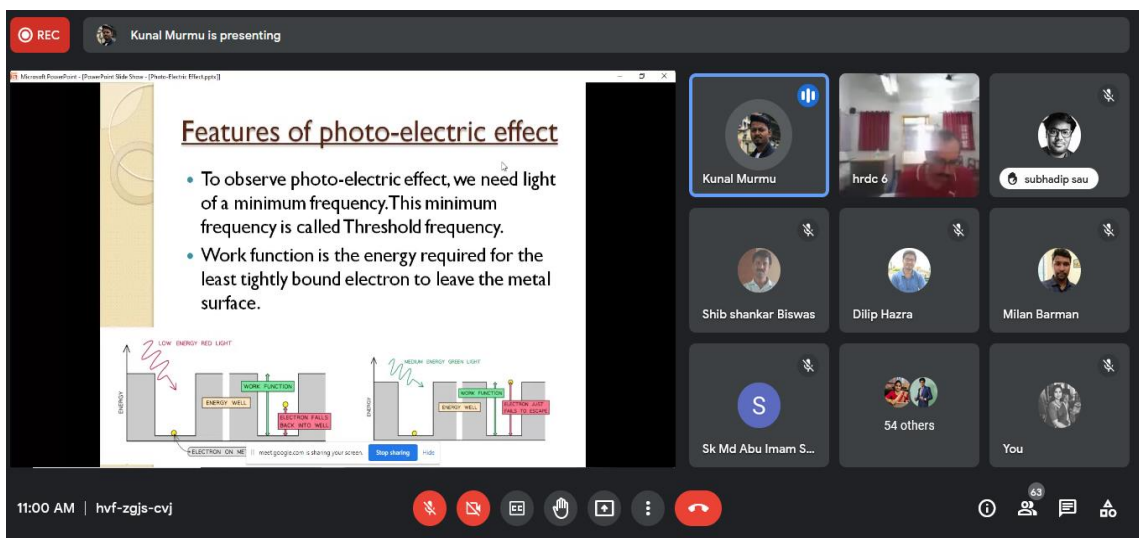 REC
Kunal Murmu is presenting
Microsoft PowerPoint - [PowerPoint Slide Show - [Photo-Electric Effect.pptx]]
Features of photo-electric effect
• To observe photo-electric effect, we need light
of a minimum frequency. This minimum
frequency is called Threshold frequency.
• Work function is the energy required for the
least tightly bound electron to leave the metal
surface.
LOW ENERGY RED LIGHT
ENERGY
WORK FUNCTION
ENERGY WELL
ELECTRON FALLS
BACK INTO WELL
ELECTRON ON ME
MEDIUM ENERGY GREEN LIGHT
ENERGY
WORK FUNCTION
ENERGY WELL
ELECTRON JUST
FAILS TO ESCAPE
meet.google.com is sharing your screen.
Stop sharing
Hide
Kunal Murmu
hrdc 6
subhadip sau
Shib shankar Biswas
Dilip Hazra
Milan Barman
S
Sk Md Abu Imam S...
54 others
You
11:00 AM | hvf-zgjs-cvj
CC
63